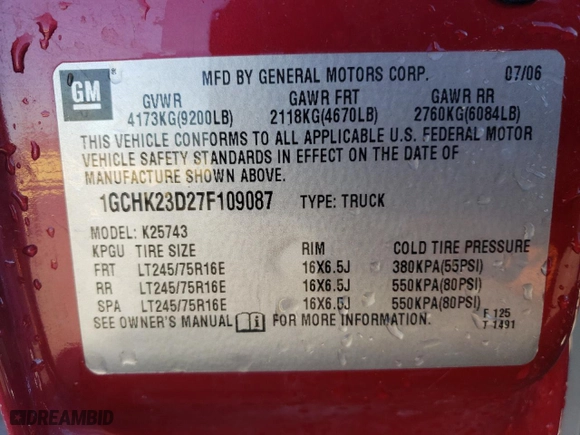 GM
MFD BY GENERAL MOTORS CORP. 07/06
GVWR GAWR FRT GAWR RR
4173KG(9200LB) 2118KG(4670LB) 2760KG(6084LB)
THIS VEHICLE CONFORMS TO ALL APPLICABLE U.S. FEDERAL MOTOR
VEHICLE SAFETY STANDARDS IN EFFECT ON THE DATE OF
MANUFACTURE SHOWN ABOVE.
1GCHK23D27F109087 TYPE: TRUCK
MODEL: K25743
KPGU TIRE SIZE RIM COLD TIRE PRESSURE
FRT LT245/75R16E 16X6.5J 380KPA(55PSI)
RR LT245/75R16E 16X6.5J 550KPA(80PSI)
SPA LT245/75R16E 16X6.5J 550KPA(80PSI)
SEE OWNER'S MANUAL FOR MORE INFORMATION.
F 125
T 1491
DREAMBID